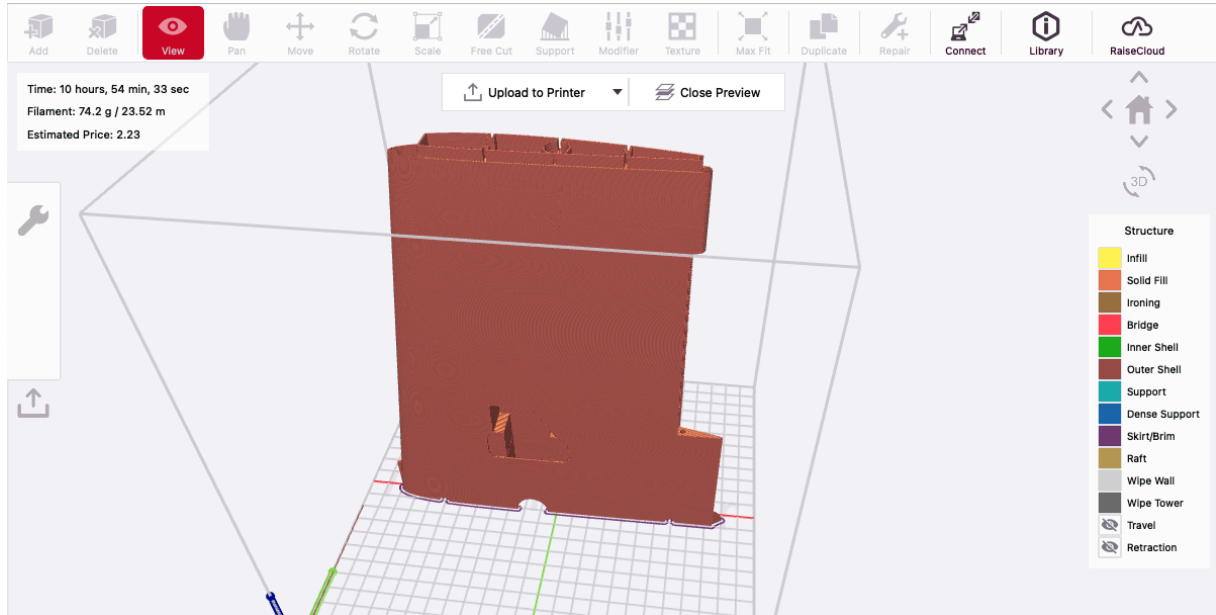 Add
Delete
View
Pan
Move
Rotate
Scale
Free Cut
Support
Modifier
Texture
Max Fit
Duplicate
Repair
Connect
Library
RaiseCloud
Time: 10 hours, 54 min, 33 sec
Filament: 74.2 g / 23.52 m
Estimated Price: 2.23
Upload to Printer
Close Preview
3D
Structure
Infill
Solid Fill
Ironing
Bridge
Inner Shell
Outer Shell
Support
Dense Support
Skirt/Brim
Raft
Wipe Wall
Wipe Tower
Travel
Retraction